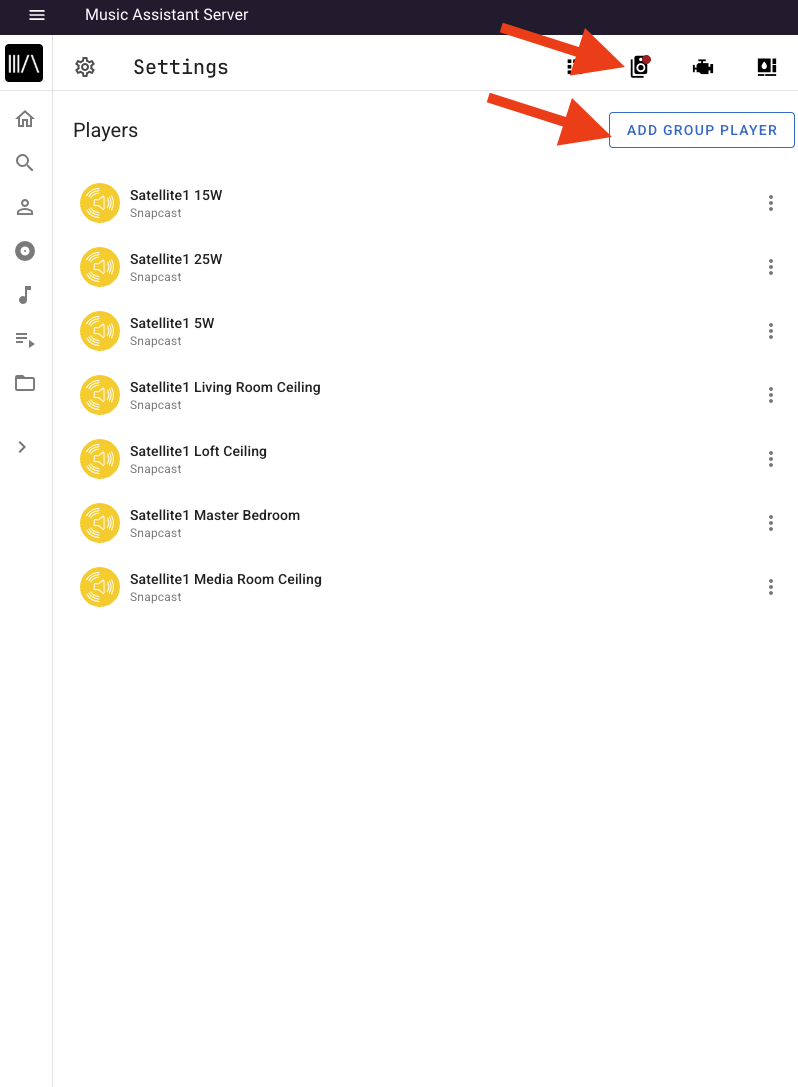 Music Assistant Server
Settings
Players
ADD GROUP PLAYER
Satellite1 15W
Snapcast
Satellite1 25W
Snapcast
Satellite1 5W
Snapcast
Satellite1 Living Room Ceiling
Snapcast
Satellite1 Loft Ceiling
Snapcast
Satellite1 Master Bedroom
Snapcast
Satellite1 Media Room Ceiling
Snapcast